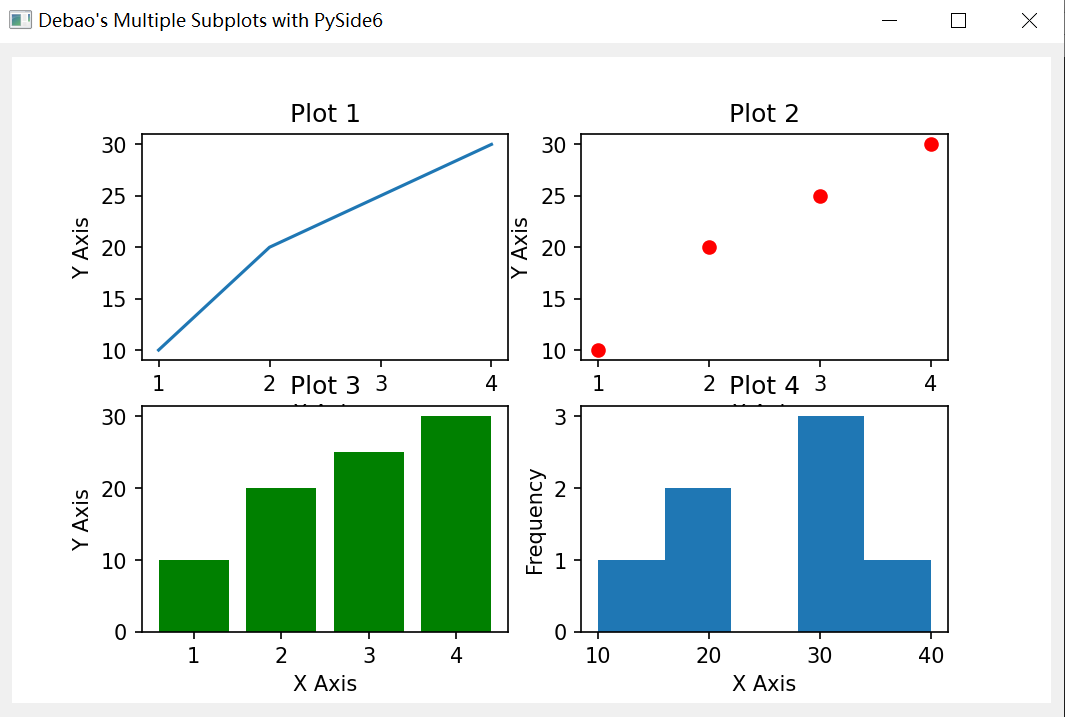 Debao's Multiple Subplots with PySide6
Plot 1
Y Axis
30
25
20
15
10
1 2 3 4
Plot 2
Y Axis
30
25
20
15
10
1 2 3 4
Plot 3
Y Axis
30
20
10
0
1 2 3 4
X Axis
Plot 4
Frequency
3
2
1
0
10 20 30 40
X Axis